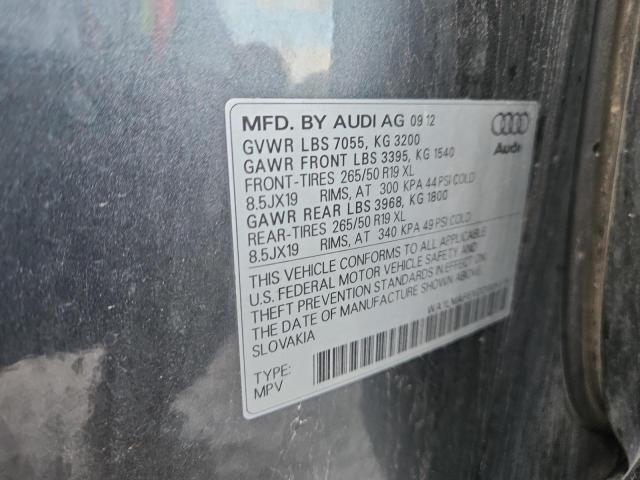 MFD. BY AUDI AG 09 12
GVWR LBS 7055, KG 3200
GAWR FRONT LBS 3395, KG 1540
FRONT-TIRES 265/50 R19 XL
8.5JX19 RIMS, AT 300 KPA 44 PSI COLD
GAWR REAR LBS 3968, KG 1800
REAR-TIRES 265/50 R19 XL
8.5JX19 RIMS, AT 340 KPA 49 PSI COLD
Audi
THIS VEHICLE CONFORMS TO ALL APPLICABLE
U.S. FEDERAL MOTOR VEHICLE SAFETY AND
THEFT PREVENTION STANDARDS IN EFFECT ON
THE DATE OF MANUFACTURE SHOWN ABOVE.
SLOVAKIA
TYPE:
MPV